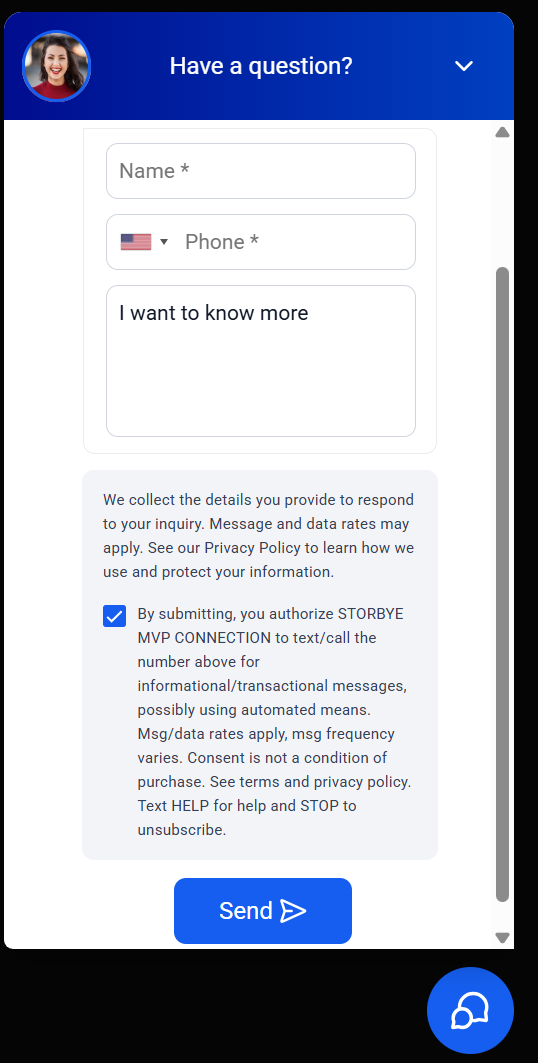 Have a question?
Name *
Phone *
I want to know more
We collect the details you provide to respond
to your inquiry. Message and data rates may
apply. See our Privacy Policy to learn how we
use and protect your information.
By submitting, you authorize STORBYE
MVP CONNECTION to text/call the
number above for
informational/transactional messages,
possibly using automated means.
Msg/data rates apply, msg frequency
varies. Consent is not a condition of
purchase. See terms and privacy policy.
Text HELP for help and STOP to
unsubscribe.
Send